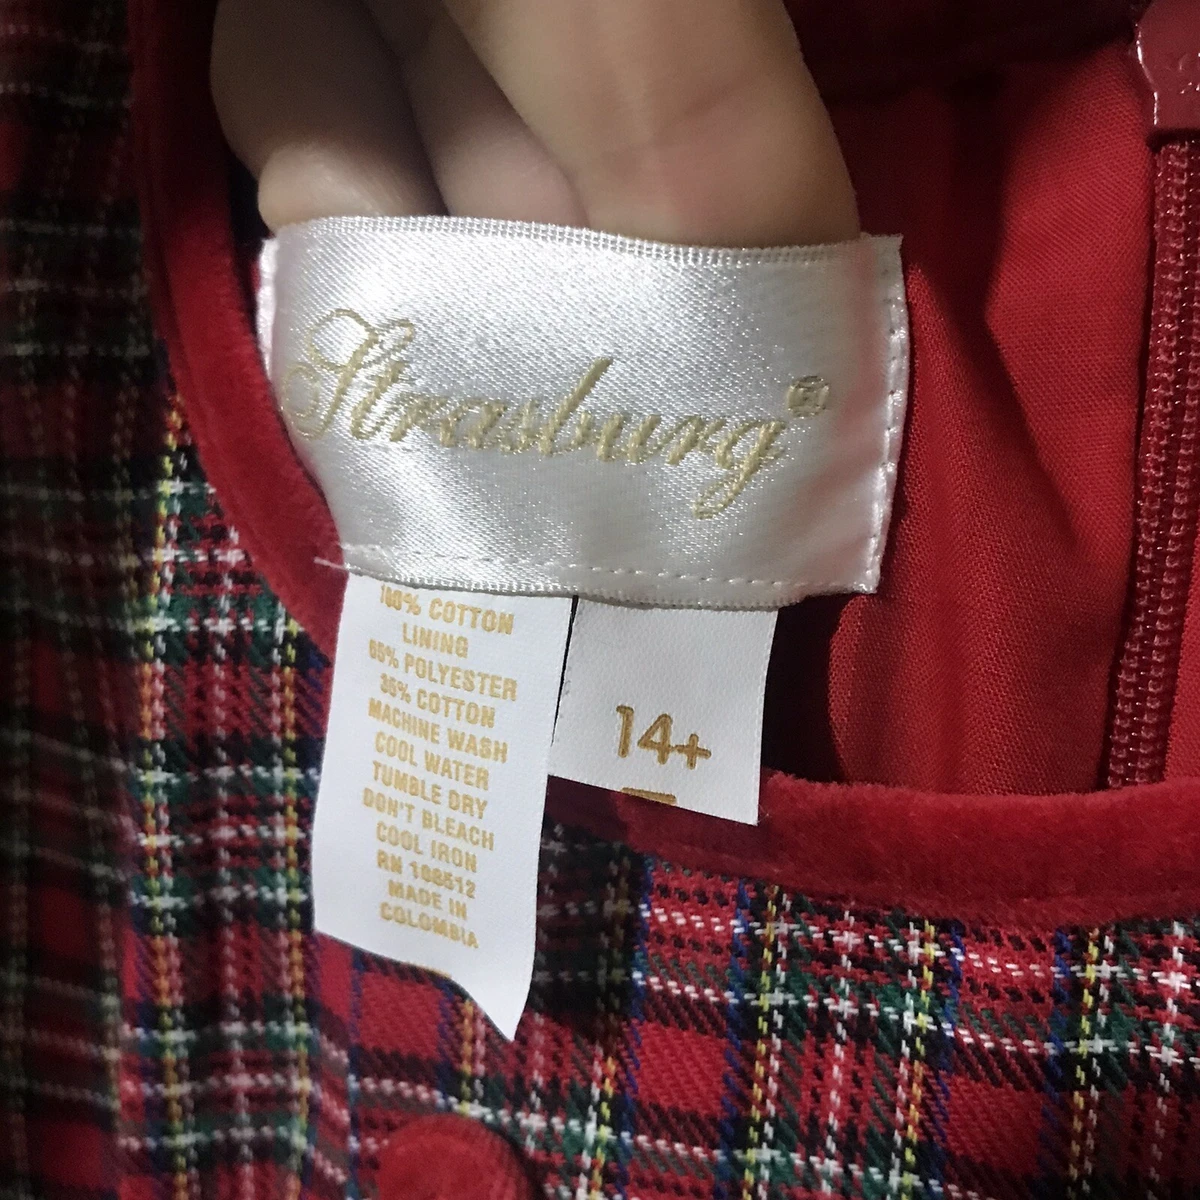 Strasburg®
100% COTTON
LINING
65% POLYESTER
35% COTTON
MACHINE WASH
COOL WATER
TUMBLE DRY
DON'T BLEACH
COOL IRON
RN 108512
MADE IN
COLOMBIA
14+